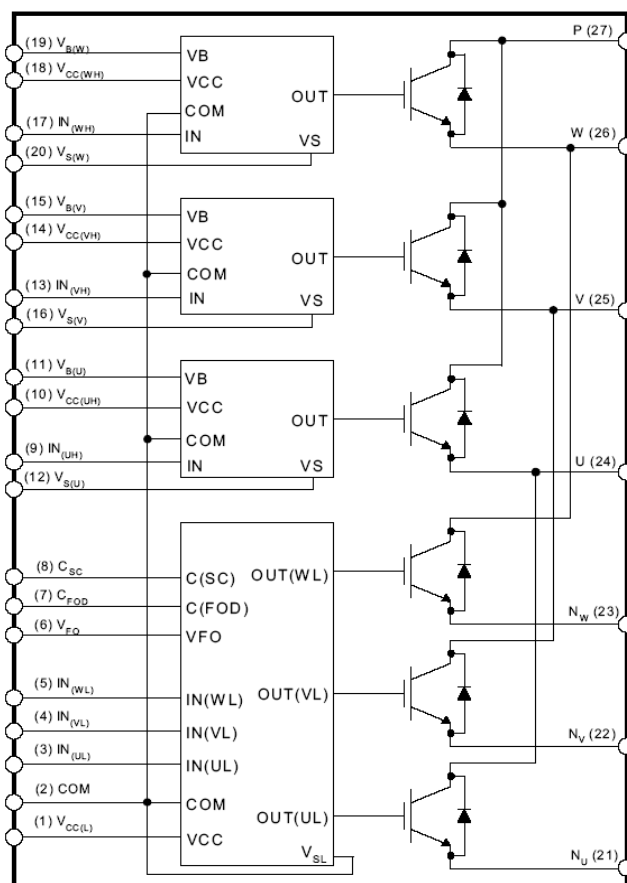 (19) V_B(W)
VB
P (27)
(18) V_CC(WH)
VCC
COM
OUT
(17) IN_(WH)
IN
W (26)
VS
(20) V_S(W)
(15) V_B(V)
VB
(14) V_CC(VH)
VCC
OUT
COM
(13) IN_(VH)
IN
VS
V (25)
(16) V_S(V)
(11) V_B(U)
VB
(10) V_CC(UH)
VCC
OUT
COM
(9) IN_(UH)
IN
VS
U (24)
(12) V_S(U)
(8) C_SC
C(SC)
OUT(WL)
(7) C_FOD
C(FOD)
(6) V_FO
VFO
N_W (23)
(5) IN_(WL)
IN(WL)
OUT(VL)
(4) IN_(VL)
IN(VL)
N_V (22)
(3) IN_(UL)
IN(UL)
(2) COM
COM
OUT(UL)
(1) V_CC(L)
VCC
V_SL
N_U (21)